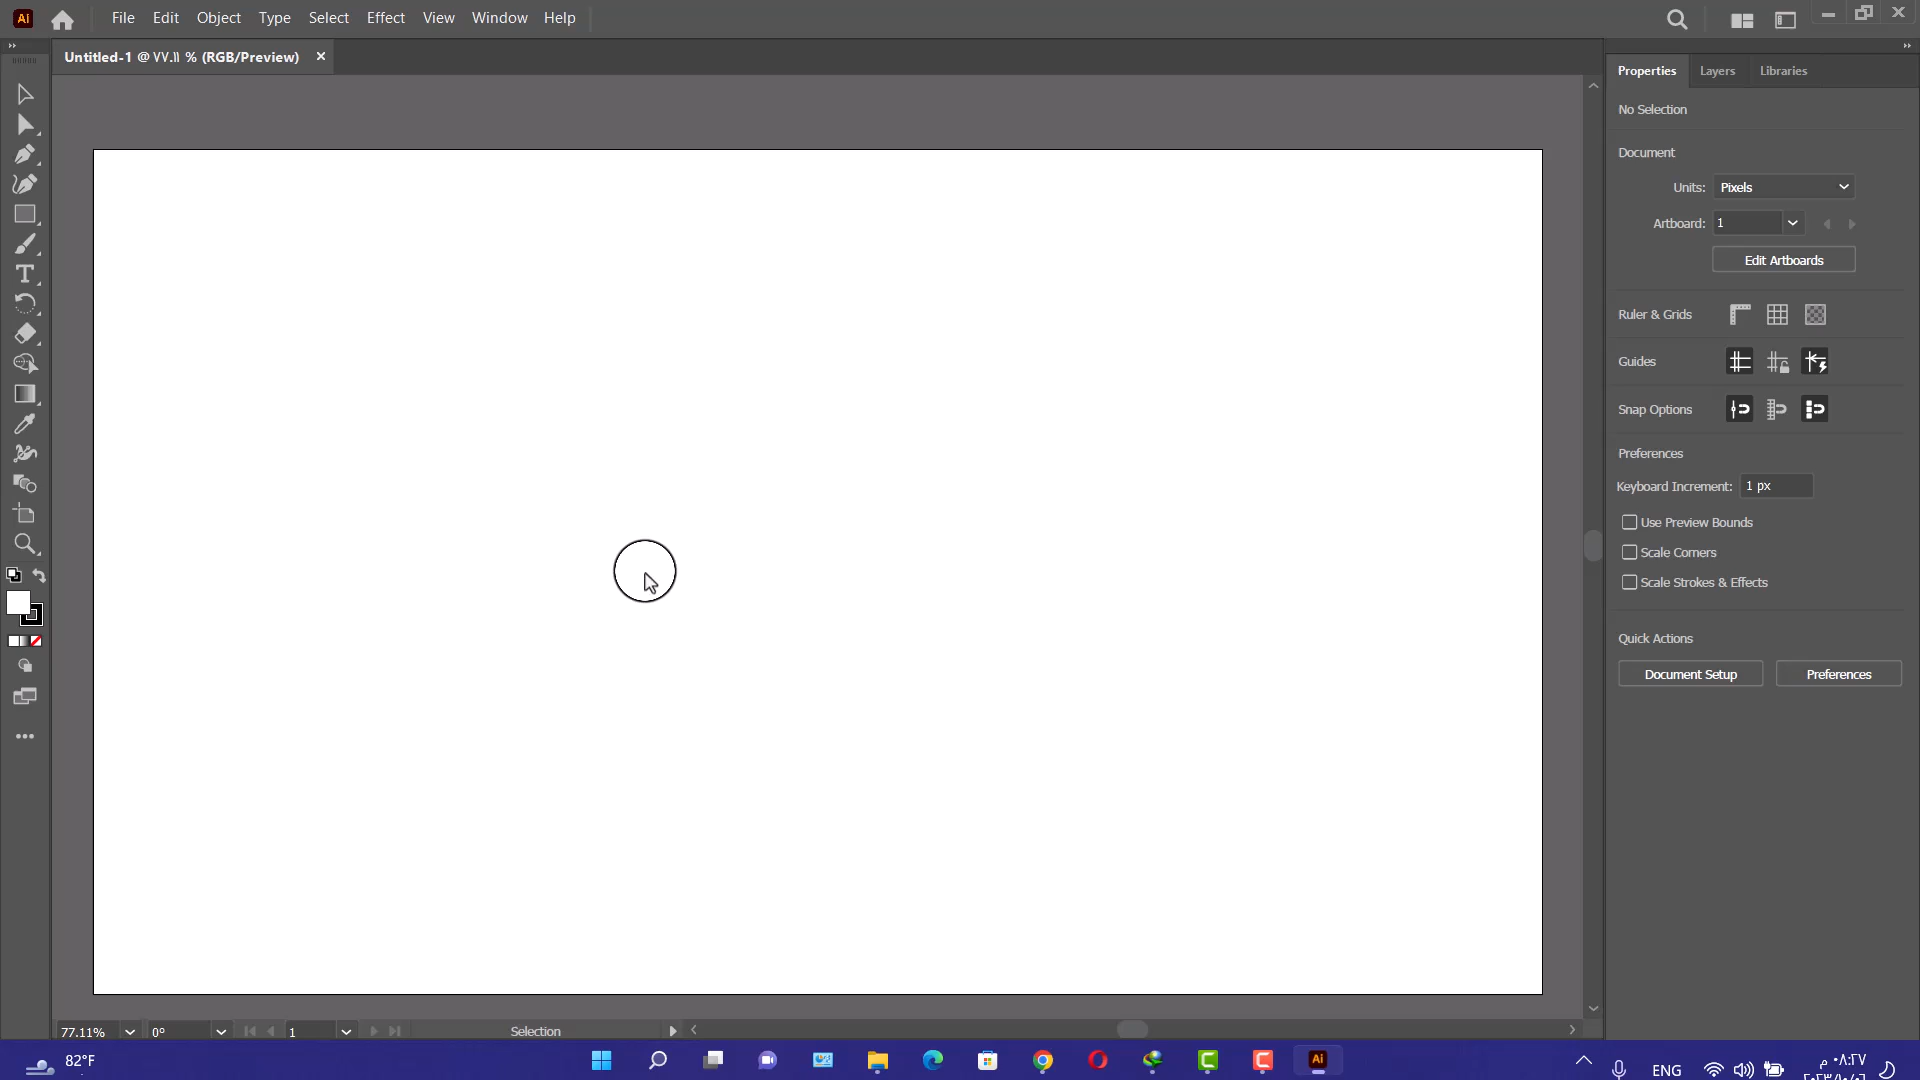 Ai File Edit Object Type Select Effect View Window Help
Untitled-1 @ ٧٧.١١ % (RGB/Preview) ×
Properties Layers Libraries
No Selection
Document
Units: Pixels
Artboard: 1
Edit Artboards
Ruler & Grids
Guides
Snap Options
Preferences
Keyboard Increment: 1 px
Use Preview Bounds
Scale Corners
Scale Strokes & Effects
Quick Actions
Document Setup Preferences
77.11% 0° 1 Selection
82°F Ai ENG ٠٨:٢٧ م